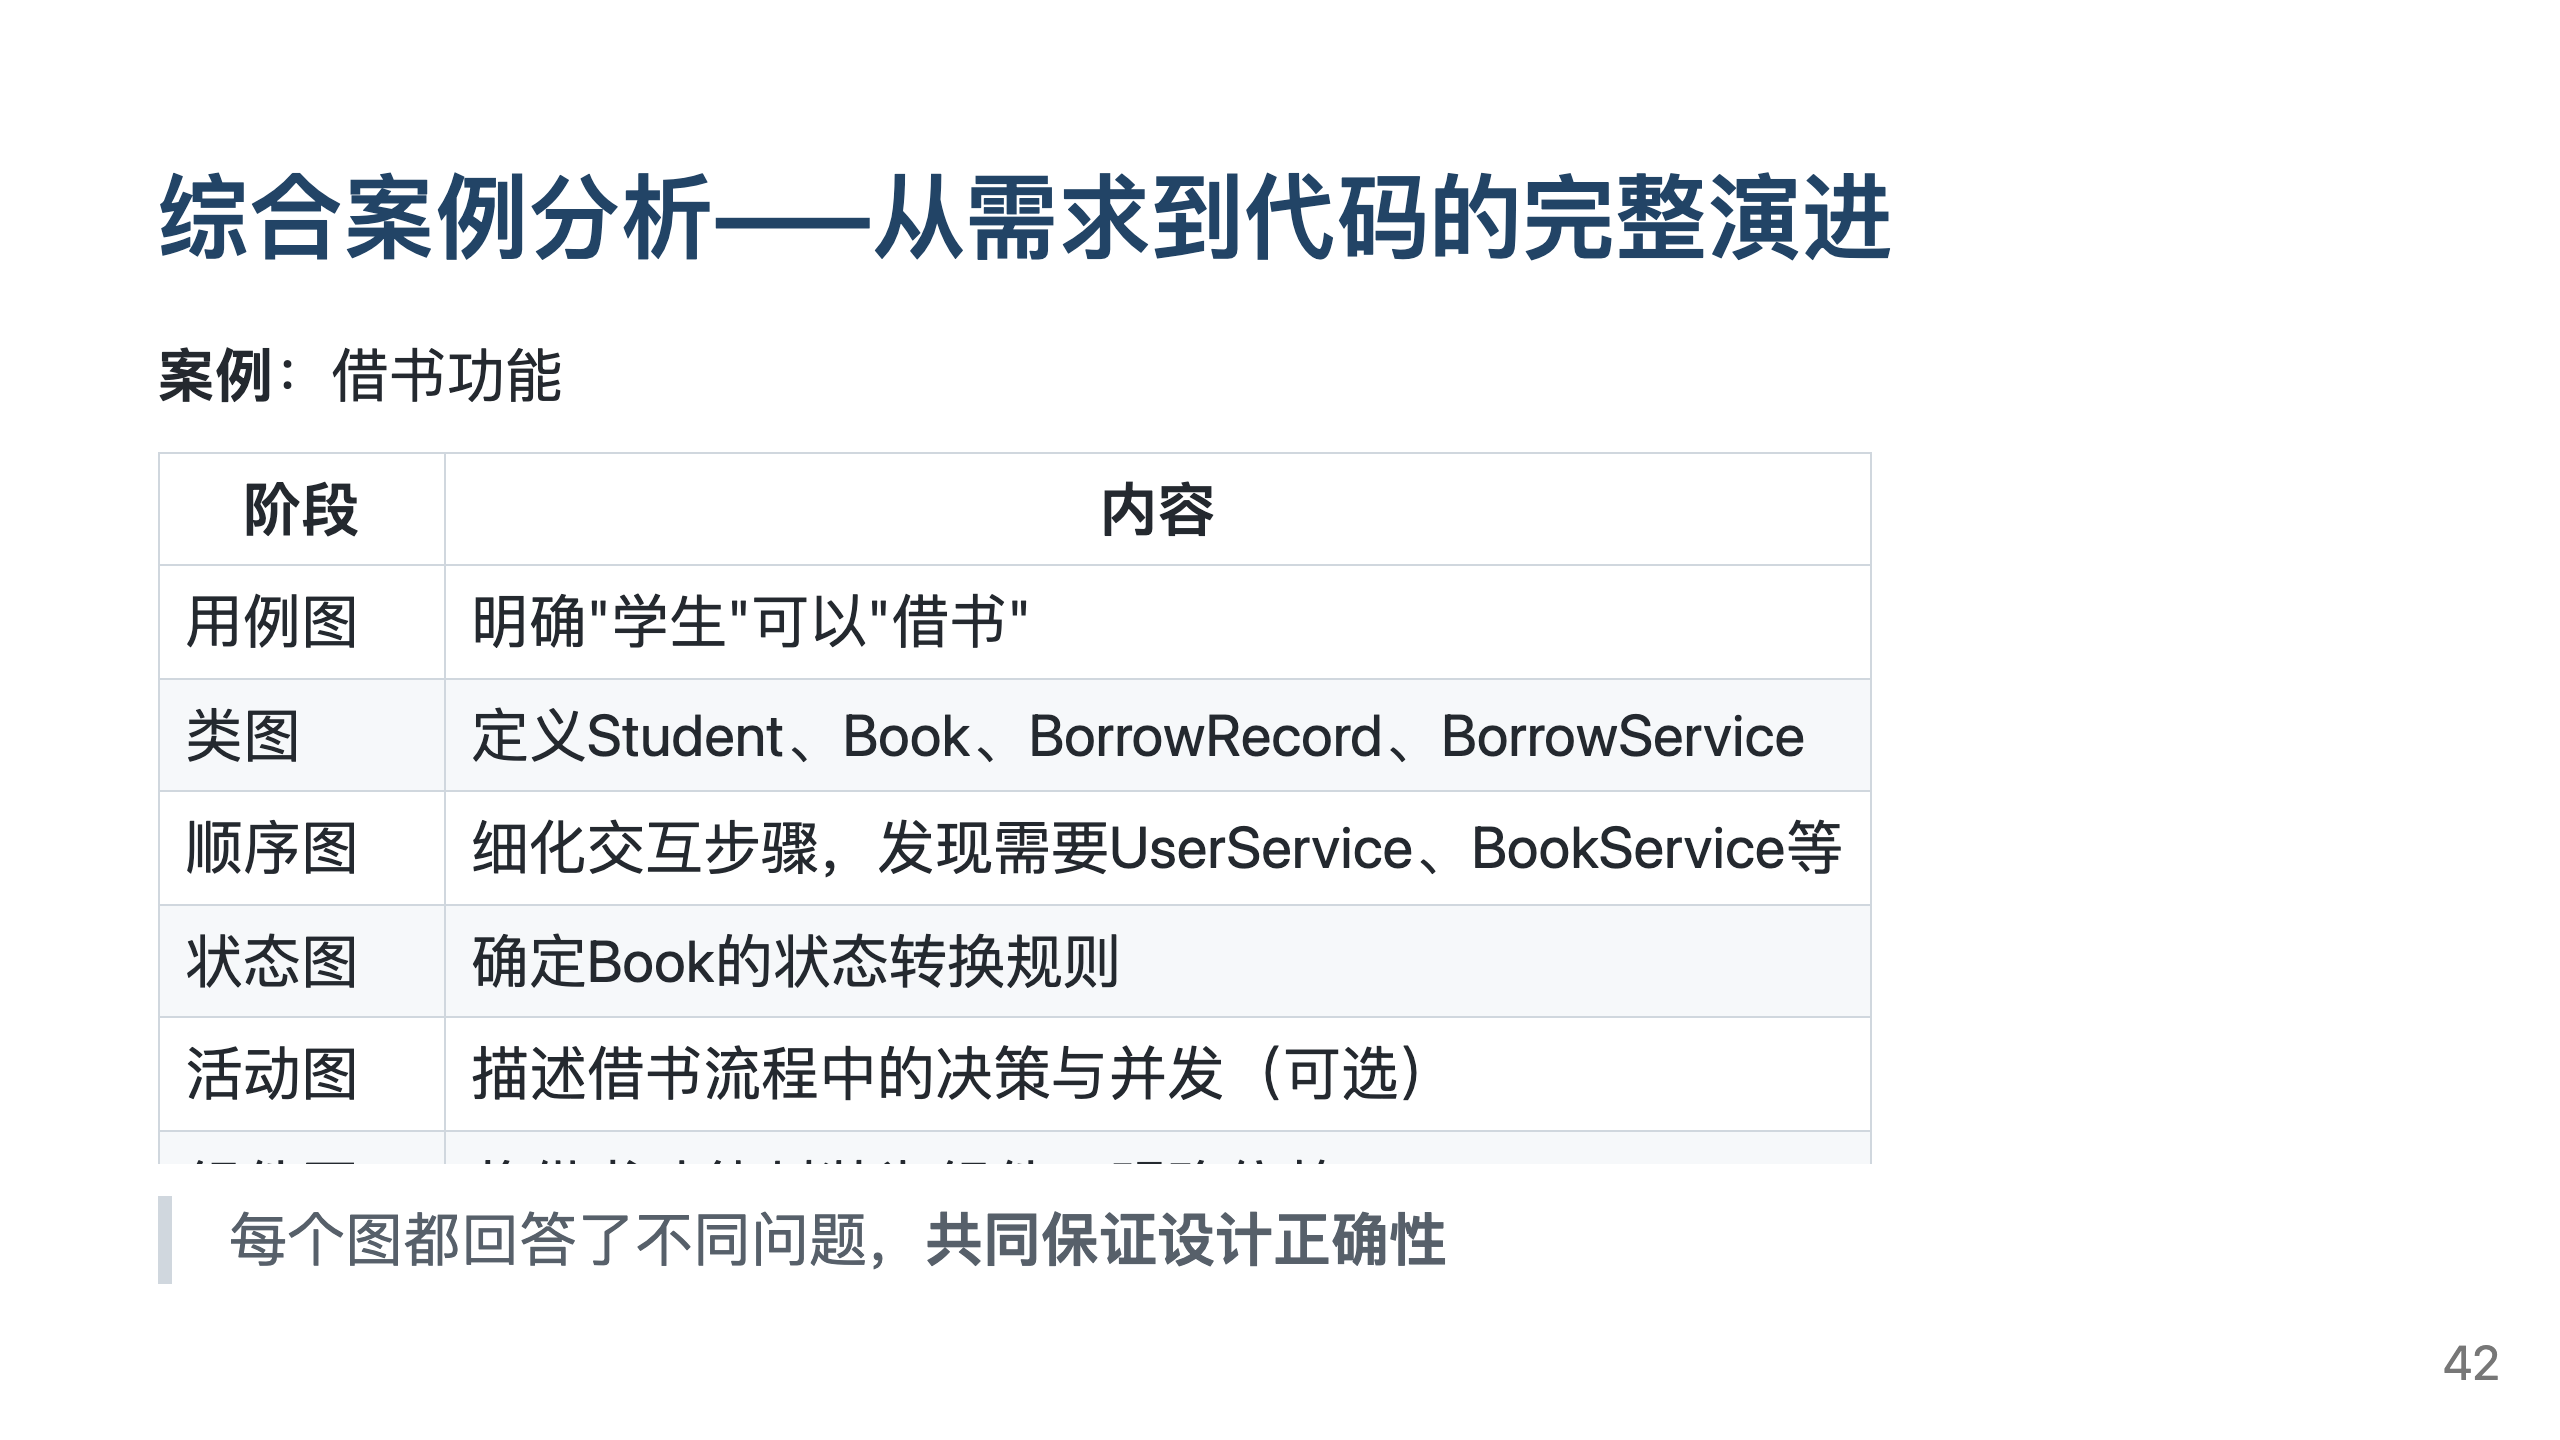 综合案例分析——从需求到代码的完整演进
案例：借书功能
阶段 内容
用例图 明确"学生"可以"借书"
类图 定义Student、Book、BorrowRecord、BorrowService
顺序图 细化交互步骤，发现需要UserService、BookService等
状态图 确定Book的状态转换规则
活动图 描述借书流程中的决策与并发（可选）
每个图都回答了不同问题，共同保证设计正确性
42